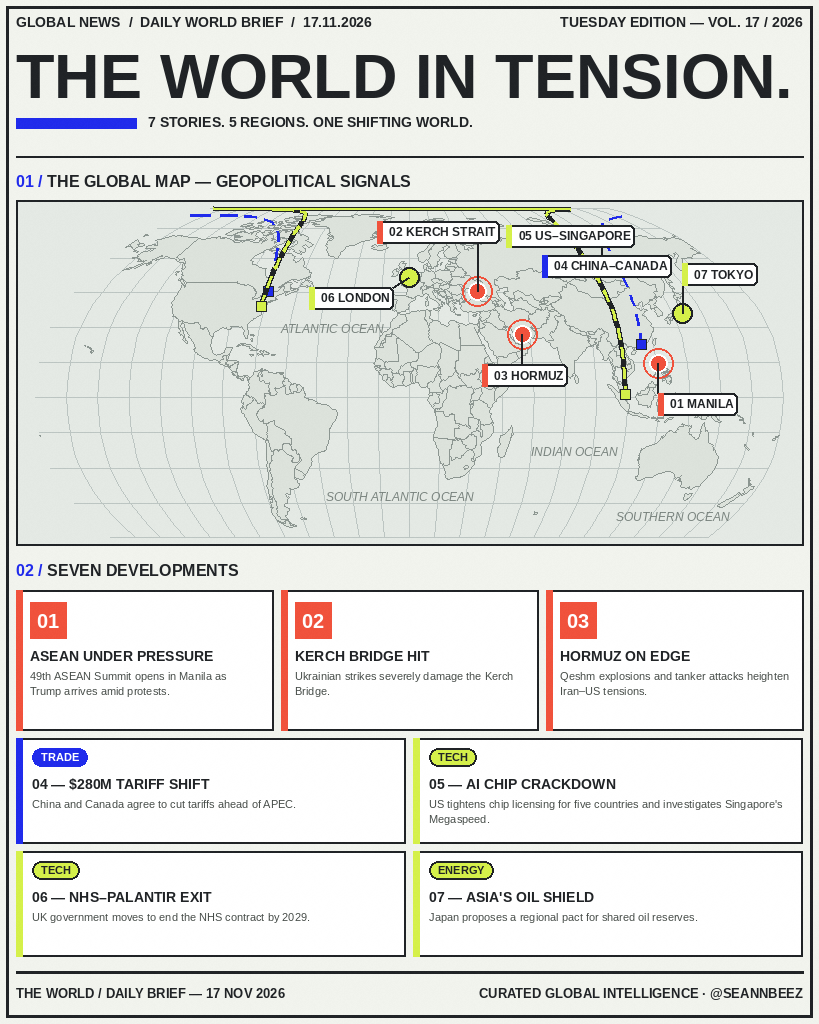 GLOBAL NEWS / DAILY WORLD BRIEF / 17.11.2026
TUESDAY EDITION — VOL. 17 / 2026
THE WORLD IN TENSION.
7 STORIES. 5 REGIONS. ONE SHIFTING WORLD.
01 / THE GLOBAL MAP — GEOPOLITICAL SIGNALS
02 KERCH STRAIT
05 US–SINGAPORE
04 CHINA–CANADA
07 TOKYO
06 LONDON
ATLANTIC OCEAN
03 HORMUZ
01 MANILA
INDIAN OCEAN
SOUTH ATLANTIC OCEAN
SOUTHERN OCEAN
02 / SEVEN DEVELOPMENTS
01
ASEAN UNDER PRESSURE
49th ASEAN Summit opens in Manila as
Trump arrives amid protests.
02
KERCH BRIDGE HIT
Ukrainian strikes severely damage the Kerch
Bridge.
03
HORMUZ ON EDGE
Qeshm explosions and tanker attacks heighten
Iran–US tensions.
TRADE
04 — $280M TARIFF SHIFT
China and Canada agree to cut tariffs ahead of APEC.
TECH
05 — AI CHIP CRACKDOWN
US tightens chip licensing for five countries and investigates Singapore's
Megaspeed.
TECH
06 — NHS–PALANTIR EXIT
UK government moves to end the NHS contract by 2029.
ENERGY
07 — ASIA'S OIL SHIELD
Japan proposes a regional pact for shared oil reserves.
THE WORLD / DAILY BRIEF — 17 NOV 2026
CURATED GLOBAL INTELLIGENCE · @SEANNBEEZ